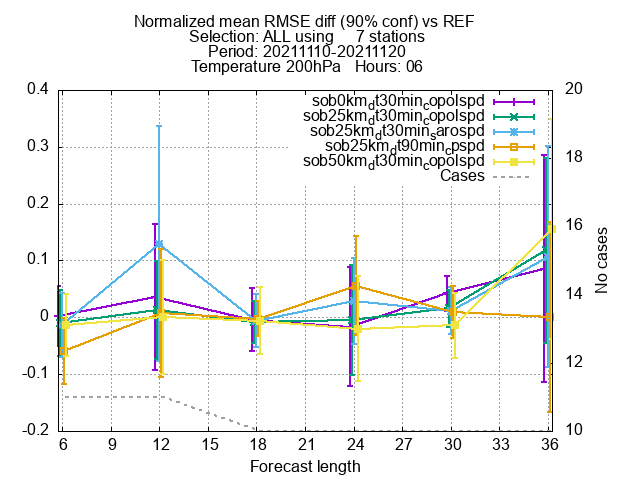 Normalized mean RMSE diff (90% conf) vs REF
Selection: ALL using 7 stations
Period: 20211110-20211120
Temperature 200hPa Hours: 06
sob0km_dt30min_copolspd
sob25km_dt30min_copolspd
sob25km_dt30min_sarospd
sob25km_dt90min_cpspd
sob50km_dt30min_copolspd
Cases
0.4
0.3
0.2
0.1
0
-0.1
-0.2
20
18
16
14
12
10
No cases
6 9 12 15 18 21 24 27 30 33 36
Forecast length